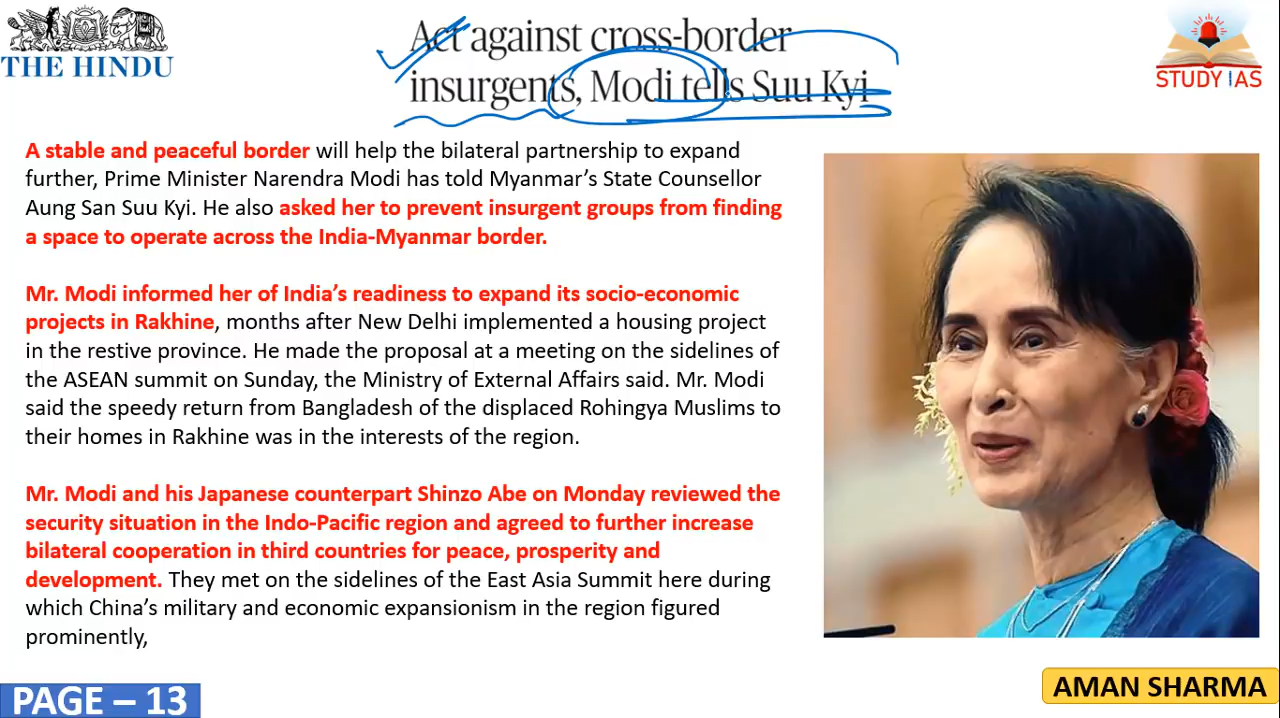 THE HINDU
Act against cross-border
insurgents, Modi tells Suu Kyi
STUDY IAS
A stable and peaceful border will help the bilateral partnership to expand
further, Prime Minister Narendra Modi has told Myanmar's State Counsellor
Aung San Suu Kyi. He also asked her to prevent insurgent groups from finding
a space to operate across the India-Myanmar border.
Mr. Modi informed her of India's readiness to expand its socio-economic
projects in Rakhine, months after New Delhi implemented a housing project
in the restive province. He made the proposal at a meeting on the sidelines of
the ASEAN summit on Sunday, the Ministry of External Affairs said. Mr. Modi
said the speedy return from Bangladesh of the displaced Rohingya Muslims to
their homes in Rakhine was in the interests of the region.
Mr. Modi and his Japanese counterpart Shinzo Abe on Monday reviewed the
security situation in the Indo-Pacific region and agreed to further increase
bilateral cooperation in third countries for peace, prosperity and
development. They met on the sidelines of the East Asia Summit here during
which China's military and economic expansionism in the region figured
prominently,
PAGE – 13
AMAN SHARMA